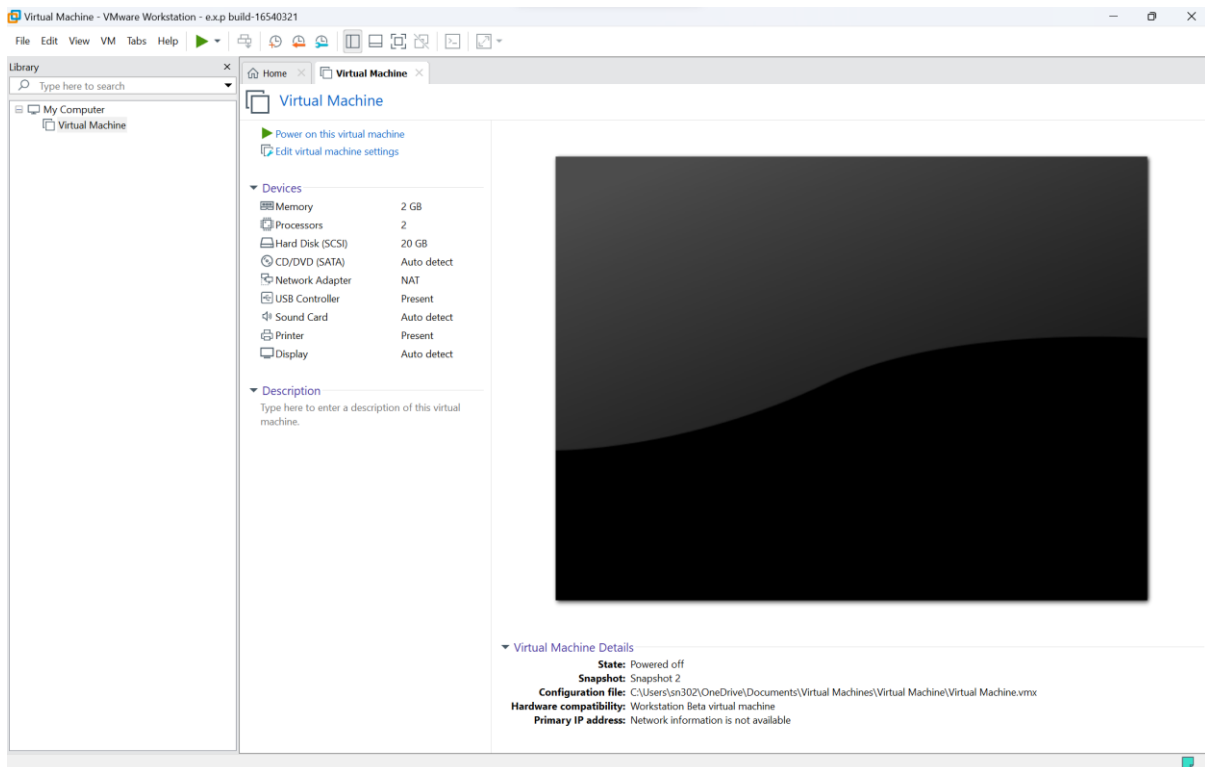 Virtual Machine - VMware Workstation - e.x.p build-16540321
File Edit View VM Tabs Help
Library
Type here to search
My Computer
Virtual Machine
Home Virtual Machine
Virtual Machine
Power on this virtual machine
Edit virtual machine settings
Devices
Memory 2 GB
Processors 2
Hard Disk (SCSI) 20 GB
CD/DVD (SATA) Auto detect
Network Adapter NAT
USB Controller Present
Sound Card Auto detect
Printer Present
Display Auto detect
Description
Type here to enter a description of this virtual
machine.
Virtual Machine Details
State: Powered off
Snapshot: Snapshot 2
Configuration file: C:\Users\sn302\OneDrive\Documents\Virtual Machines\Virtual Machine\Virtual Machine.vmx
Hardware compatibility: Workstation Beta virtual machine
Primary IP address: Network information is not available